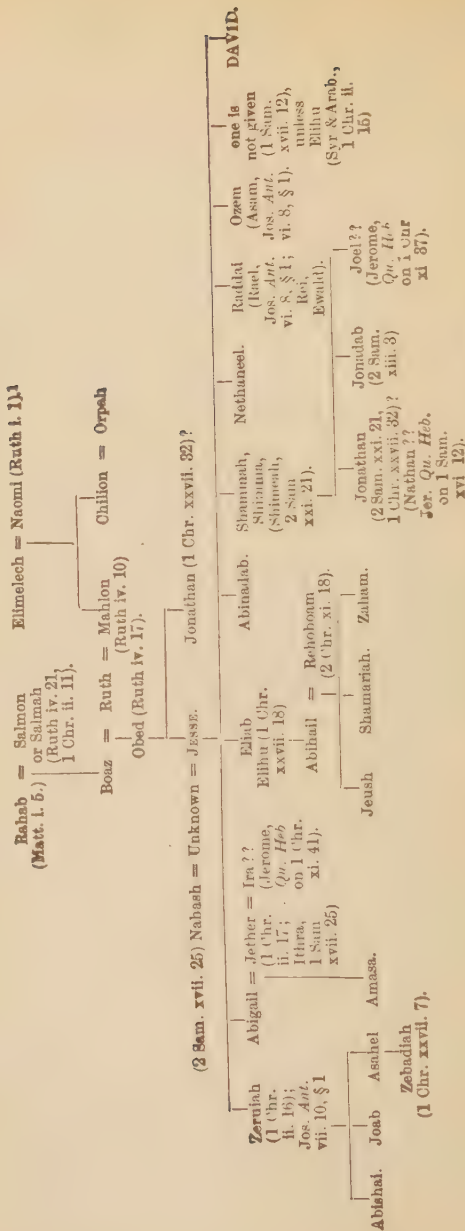 Rahab = Salmon
(Matt. i. 5.) or Salmah
(Ruth iv. 21,
1 Chr. ii. 11).
Elimelech = Naomi (Ruth i. 1).1
Boaz = Ruth = Mahlon
(Ruth iv. 10)
Chilion = Orpah
Obed (Ruth iv. 17).
(2 Sam. xvii. 25) Nahash = Unknown = JESSE.
Jonathan (1 Chr. xxvii. 32)?
Zeruiah
(1 Chr.
ii. 16);
Jos. Ant.
vii. 10, § 1
Abigail = Jether = Ira??
(1 Chr.
ii. 17;
Ithra,
1 Sam
xvii. 25)
(Jerome,
Qu. Heb
on 1 Chr.
xi. 41).
Eliab
Elihu (1 Chr.
xxvii. 18)
Abinadab.
Shammah,
Shimma,
(Shimeah,
2 Sam
xxi. 21).
Nethaneel.
Raddai
(Rael,
Jos. Ant.
vi. 8, § 1;
Rei,
Ewald).
Ozem
(Asam,
Jos. Ant.
vi. 8, § 1).
one is
not given
(1 Sam.
xvii. 12),
unless
Elihu
(Syr & Arab.,
1 Chr. ii.
15)
DAVID.
Abihail = Rehoboam
(2 Chr. xi. 18).
Jonathan
(2 Sam. xxi. 21,
1 Chr. xxvii. 32)?
(Nathan??
Jer. Qu. Heb.
on 1 Sam.
xvi 12).
Jonadab
(2 Sam.
xiii. 3)
Joel??
(Jerome,
Qu. Heb
on 1 Chr
xi 37).
Abishai.
Joab
Asahel
Amasa.
Jeush
Shamariah.
Zaham.
Zebadiah
(1 Chr. xxvii. 7).